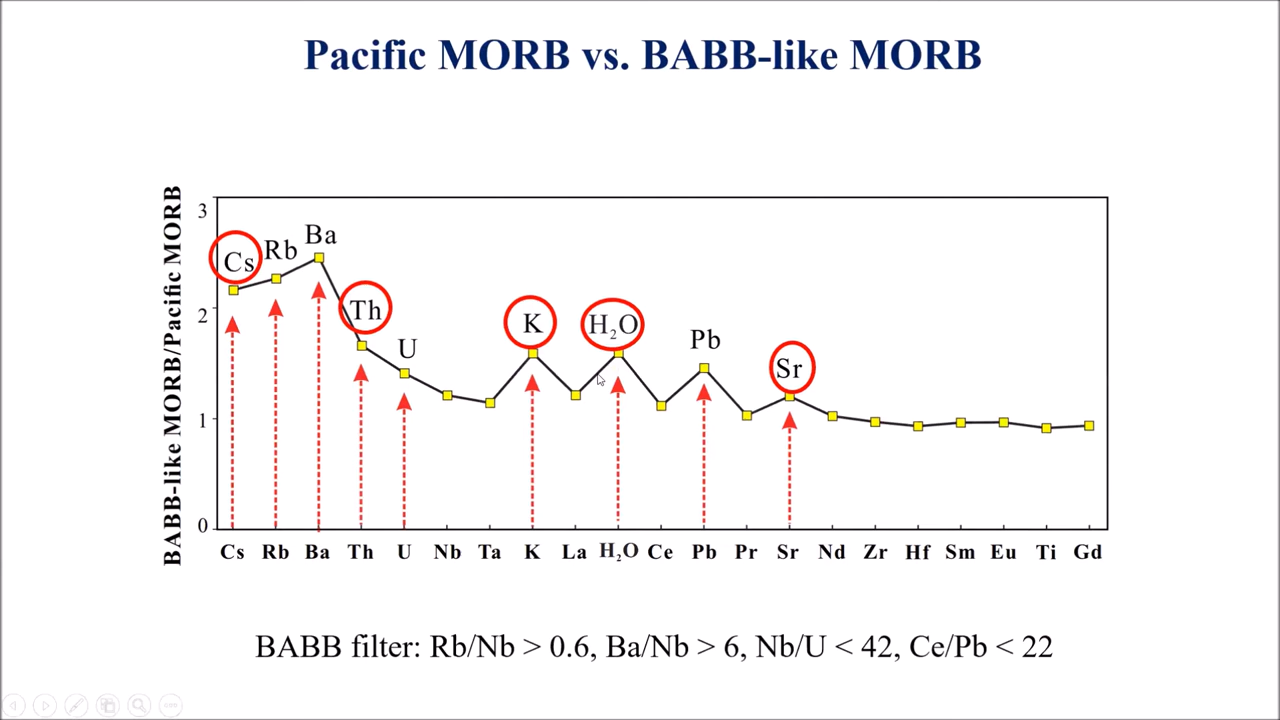 Pacific MORB vs. BABB-like MORB
BABB-like MORB/Pacific MORB
3
2
1
0
Cs
Rb
Ba
Th
U
K
H₂O
Pb
Sr
Cs Rb Ba Th U Nb Ta K La H₂O Ce Pb Pr Sr Nd Zr Hf Sm Eu Ti Gd
BABB filter: Rb/Nb > 0.6, Ba/Nb > 6, Nb/U < 42, Ce/Pb < 22